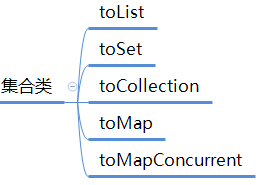 toList
toSet
集合类
toCollection
toMap
toMapConcurrent